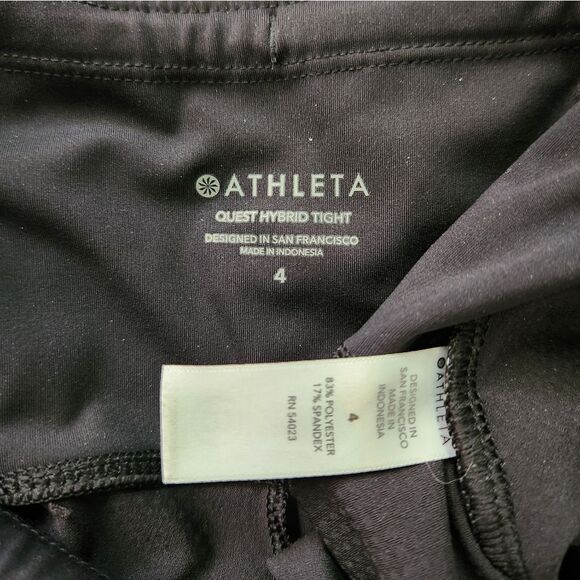 ATHLETA
QUEST HYBRID TIGHT
DESIGNED IN SAN FRANCISCO
MADE IN INDONESIA
4
ATHLETA
DESIGNED IN
SAN FRANCISCO
MADE IN
INDONESIA
4
83% POLYESTER
17% SPANDEX
RN 54023